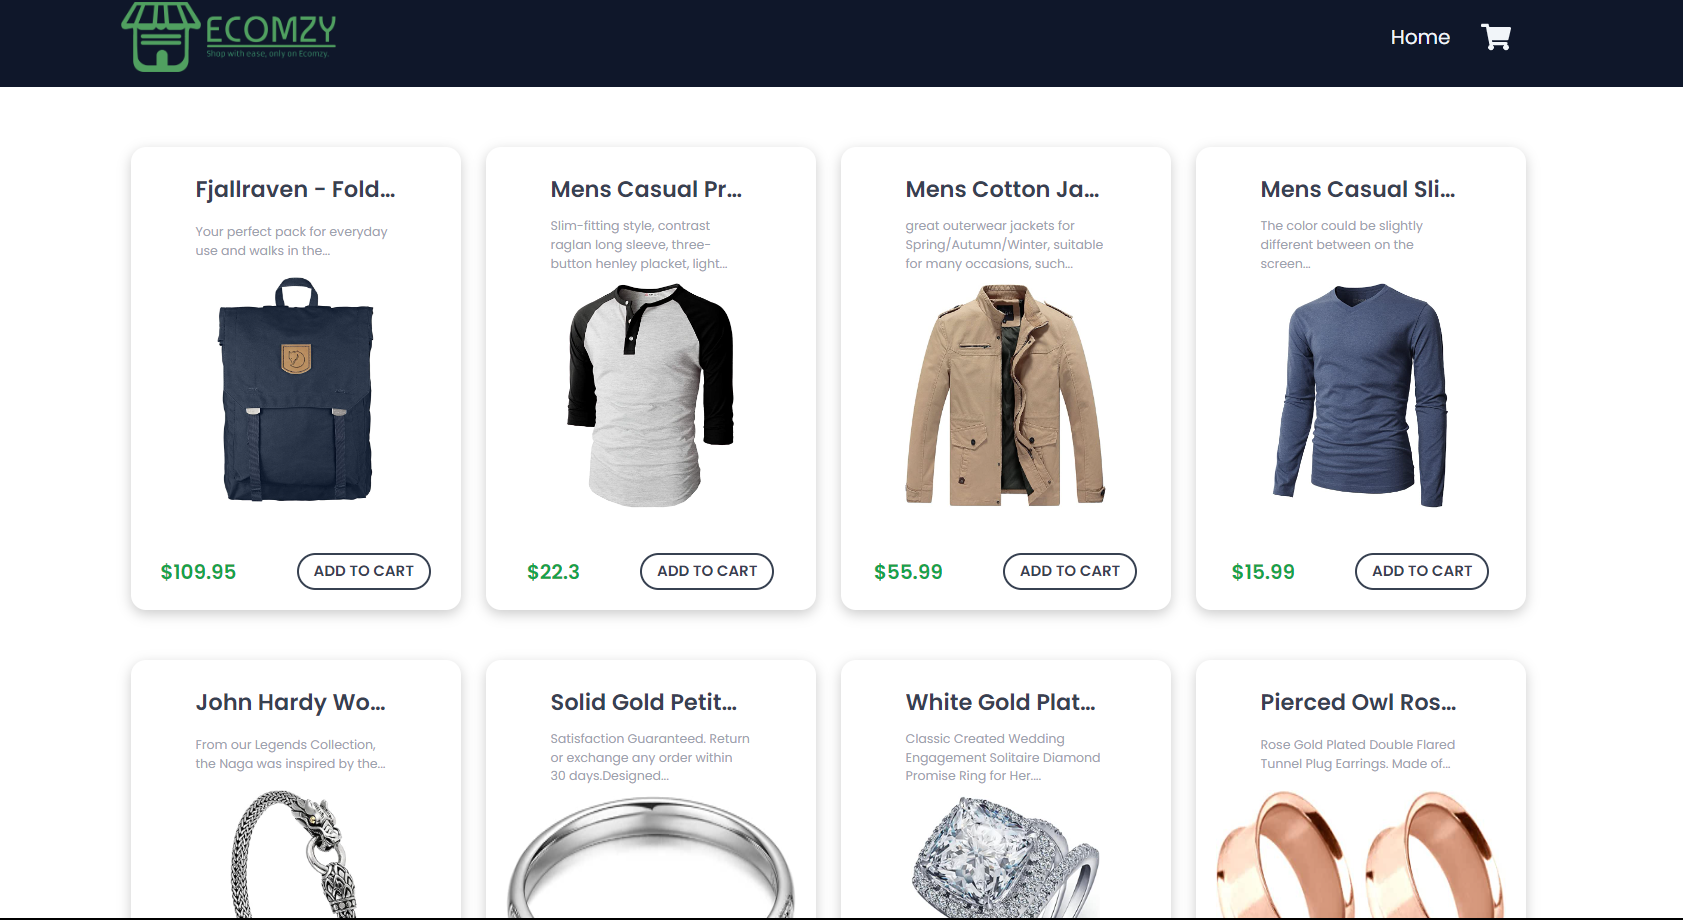 ECOMZY
Shop with ease, only on Ecomzy.
Home
Fjallraven - Fold...
Your perfect pack for everyday
use and walks in the...
$109.95
ADD TO CART
Mens Casual Pr...
Slim-fitting style, contrast
raglan long sleeve, three-
button henley placket, light...
$22.3
ADD TO CART
Mens Cotton Ja...
great outerwear jackets for
Spring/Autumn/Winter, suitable
for many occasions, such...
$55.99
ADD TO CART
Mens Casual Sli...
The color could be slightly
different between on the
screen...
$15.99
ADD TO CART
John Hardy Wo...
From our Legends Collection,
the Naga was inspired by the...
Solid Gold Petit...
Satisfaction Guaranteed. Return
or exchange any order within
30 days.Designed...
White Gold Plat...
Classic Created Wedding
Engagement Solitaire Diamond
Promise Ring for Her....
Pierced Owl Ros...
Rose Gold Plated Double Flared
Tunnel Plug Earrings. Made of...